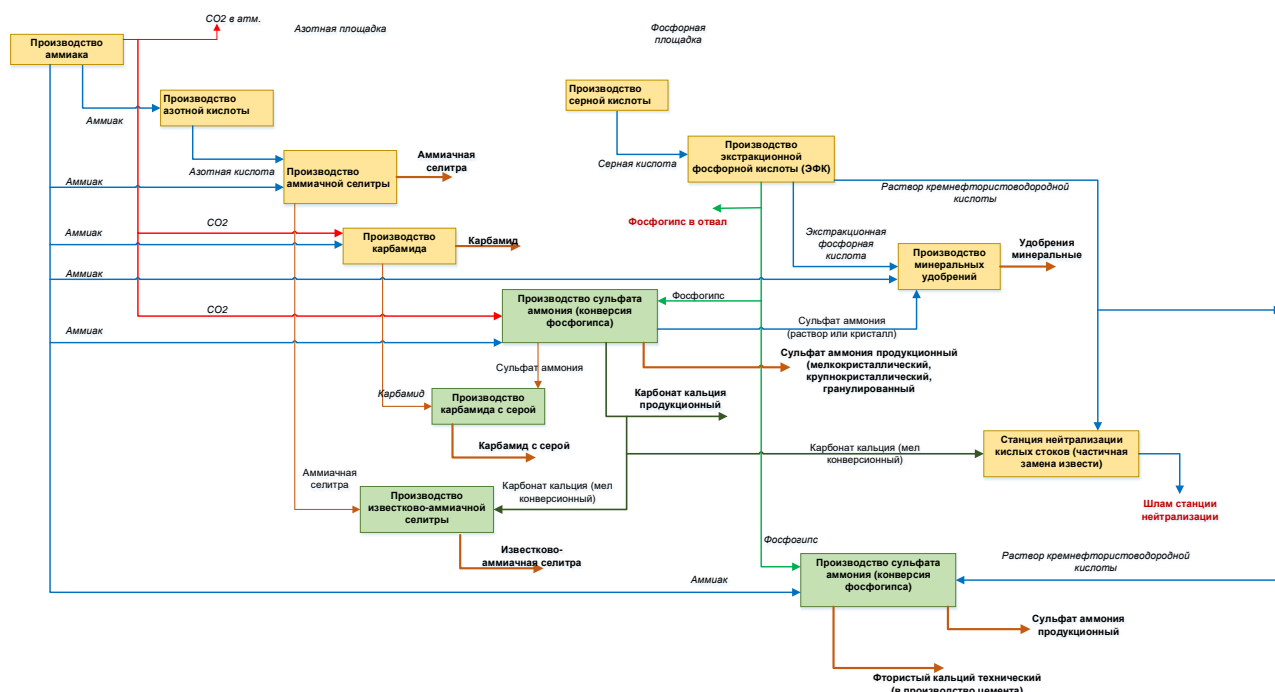 CO2 в атм.
Азотная площадка
Фосфорная
площадка
Производство
аммиака
Производство
азотной кислоты
Аммиак
Производство
серной кислоты
Азотная кислота
Производство
аммиачной селитры
Аммиачная
селитра
Серная кислота
Производство
экстракционной
фосфорной кислоты (ЭФК)
Аммиак
Раствор кремнефтористоводородной
кислоты
Фосфогипс в отвал
CO2
Аммиак
Производство
карбамида
Карбамид
Экстракционная
фосфорная
кислота
Производство
минеральных
удобрений
Удобрения
минеральные
Аммиак
CO2
Аммиак
Производство сульфата
аммония (конверсия
фосфогипса)
Фосфогипс
Сульфат аммония
(раствор или кристалл)
Сульфат аммония продукционный
(мелкокристаллический,
крупнокристаллический,
гранулированный
Сульфат аммония
Карбамид
Производство
карбамида с серой
Карбонат кальция
продукционный
Карбамид с серой
Карбонат кальция (мел
конверсионный)
Станция нейтрализации
кислых стоков (частичная
замена извести)
Аммиачная
селитра
Производство
известково-аммиачной
селитры
Карбонат кальция (мел
конверсионный)
Шлам станции
нейтрализации
Известково-
аммиачная селитра
Фосфогипс
Производство сульфата
аммония (конверсия
фосфогипса)
Раствор кремнефтористоводородной
кислоты
Аммиак
Сульфат аммония
продукционный
Фтористый кальций технический
(в производство цемента)